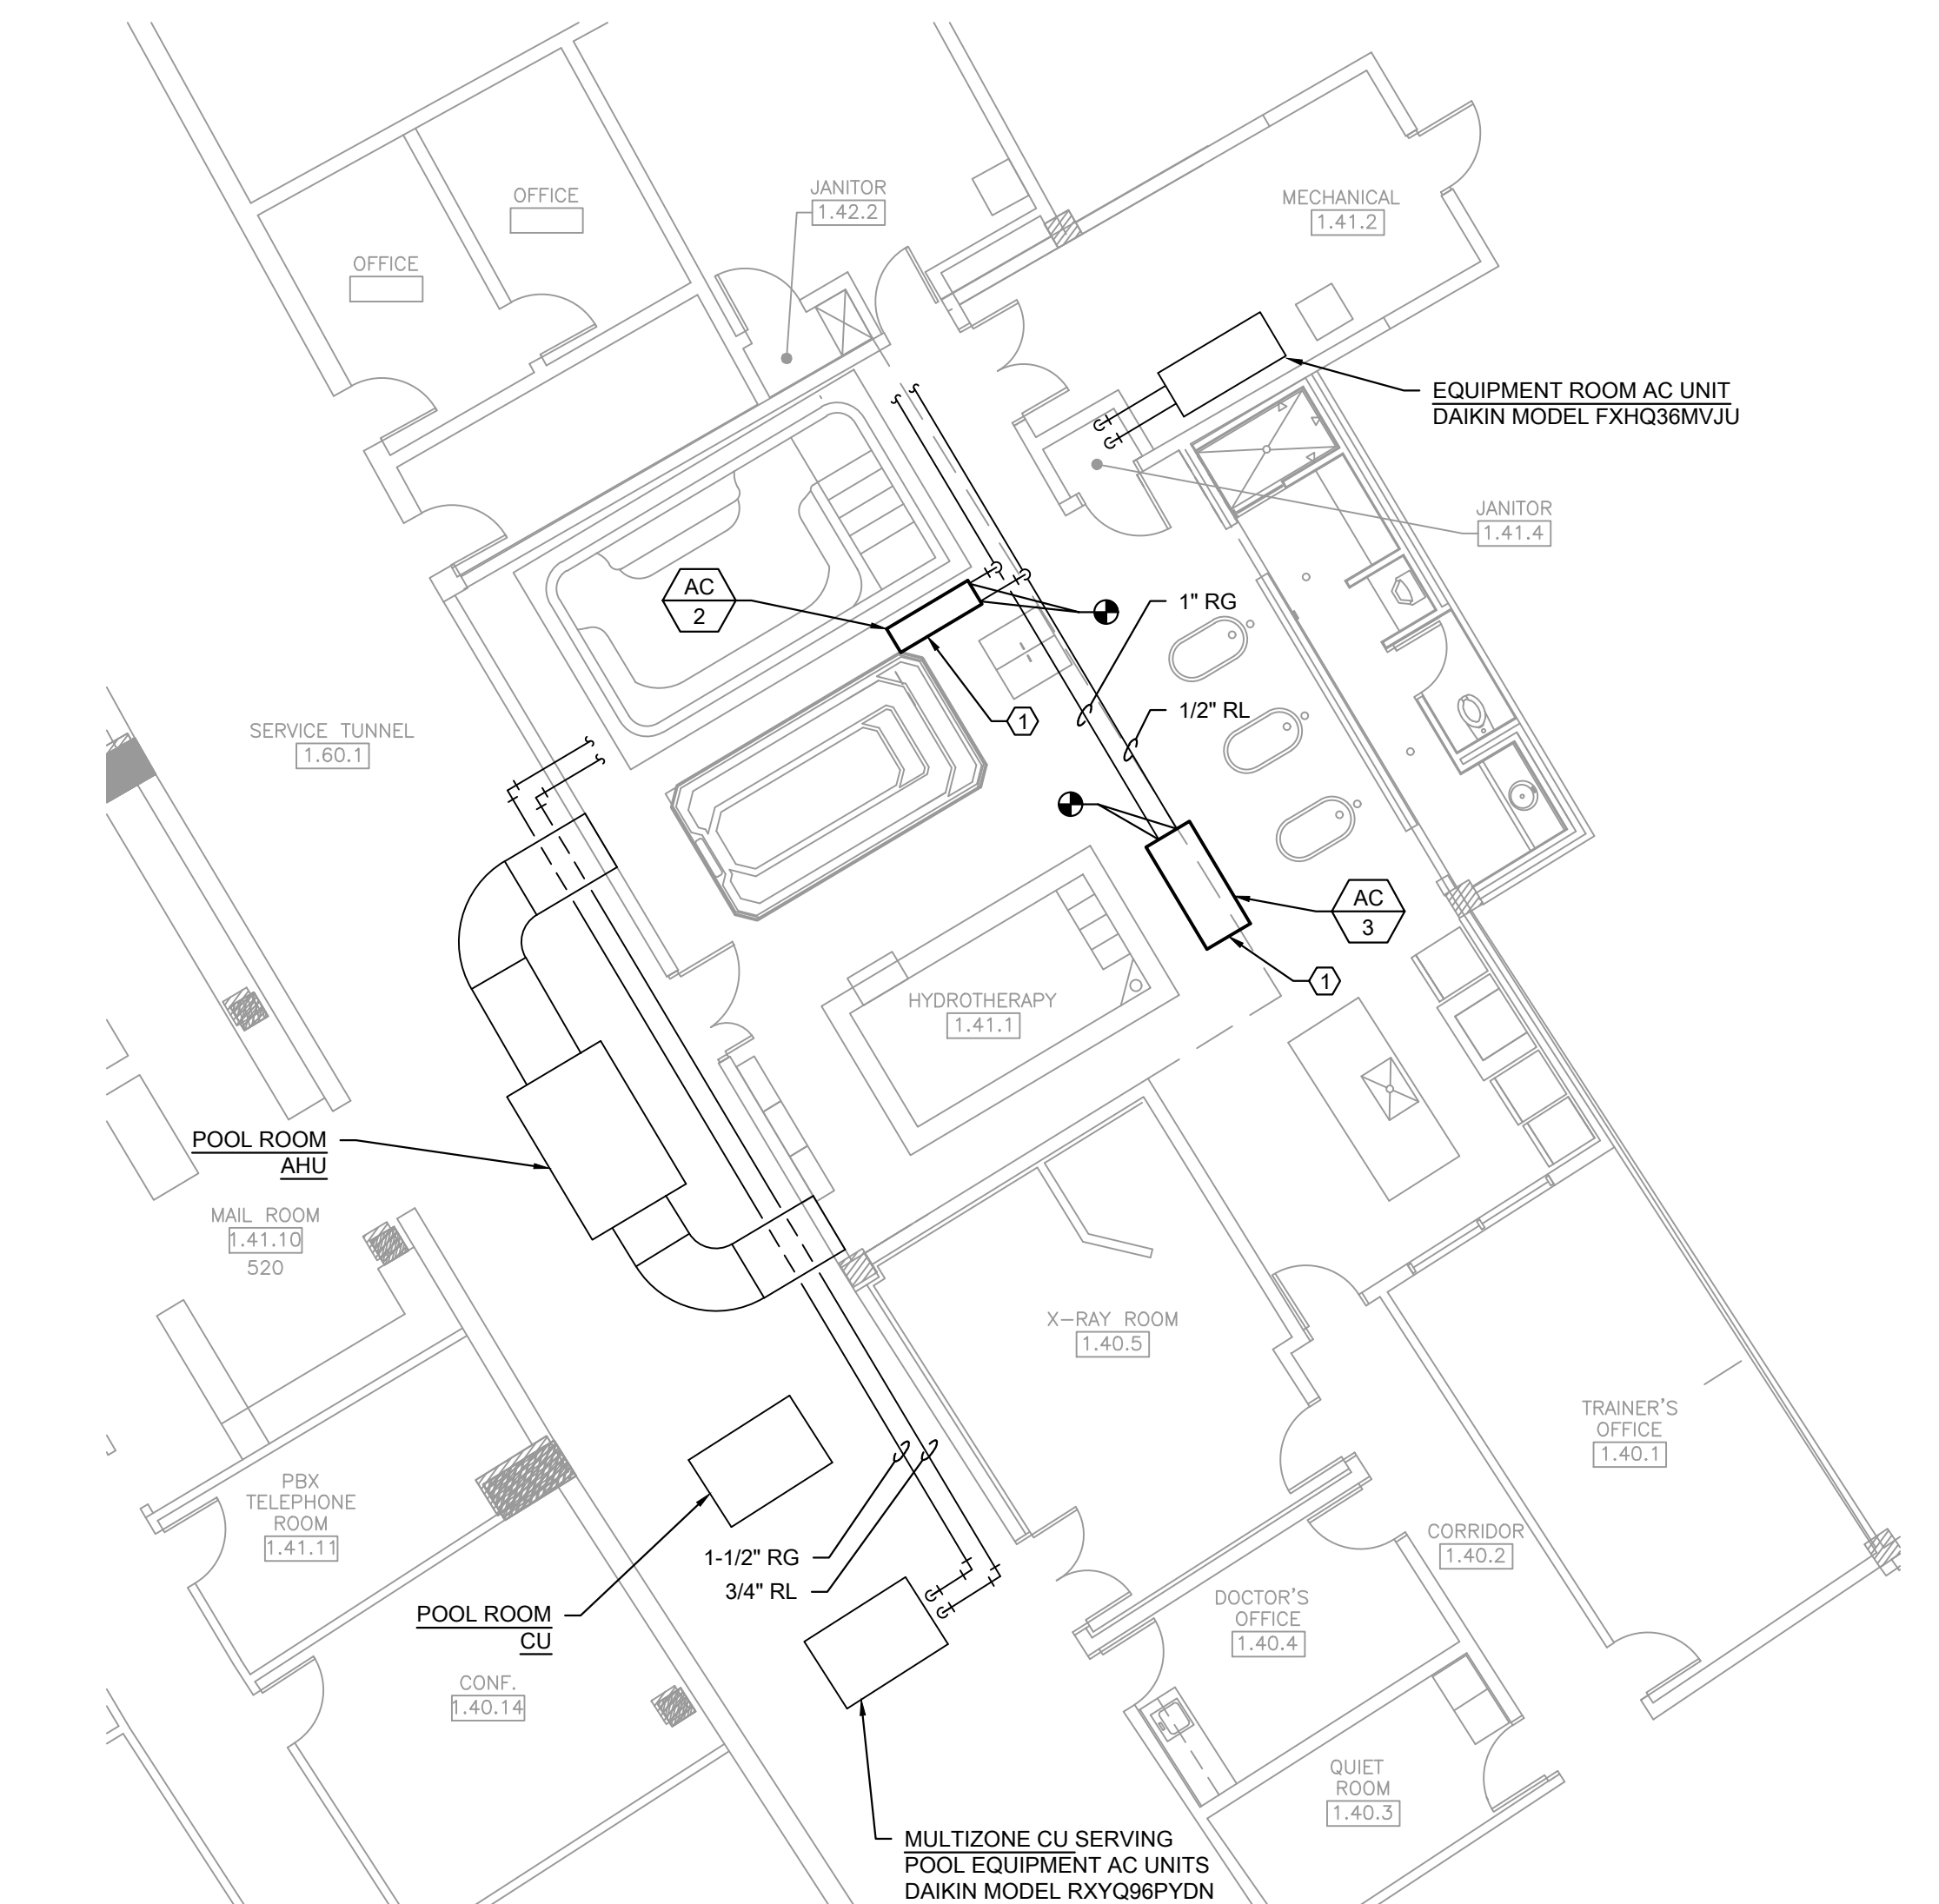 JANITOR
1.42.2
OFFICE
OFFICE
MECHANICAL
1.41.2
EQUIPMENT ROOM AC UNIT
DAIKIN MODEL FXHQ36MVJU
JANITOR
1.41.4
AC
2
1" RG
1
1/2" RL
SERVICE TUNNEL
1.60.1
AC
3
1
HYDROTHERAPY
1.41.1
POOL ROOM
AHU
MAIL ROOM
1.41.10
520
X-RAY ROOM
1.40.5
TRAINER'S
OFFICE
1.40.1
PBX
TELEPHONE
ROOM
1.41.11
CORRIDOR
1.40.2
1-1/2" RG
3/4" RL
POOL ROOM
CU
DOCTOR'S
OFFICE
1.40.4
CONF.
1.40.14
QUIET
ROOM
1.40.3
MULTIZONE CU SERVING
POOL EQUIPMENT AC UNITS
DAIKIN MODEL RXYQ96PYDN